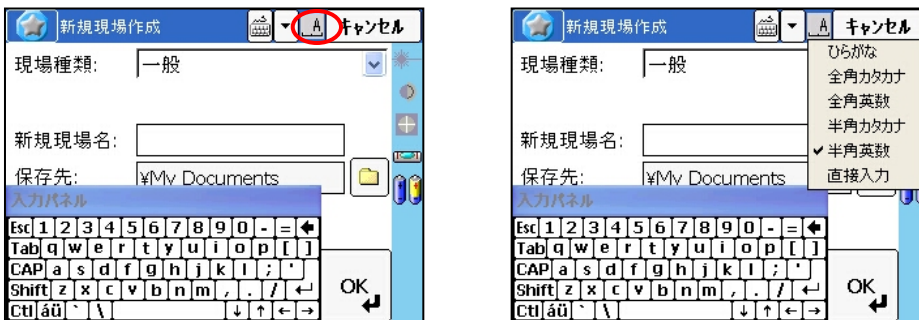 新規現場作成 A キャンセル
現場種類: 一般
新規現場名:
保存先: ¥My Documents
入力パネル
Esc 1 2 3 4 5 6 7 8 9 0 - =
Tab q w e r t y u i o p [ ]
CAP a s d f g h j k l ; '
Shift z x c v b n m , . / ↵
Ctl áü ` \ ↓ ↑ ← →
OK
新規現場作成 A キャンセル
現場種類: 一般
新規現場名:
保存先: ¥My Documents
ひらがな
全角カタカナ
全角英数
半角カタカナ
半角英数
直接入力
入力パネル
Esc 1 2 3 4 5 6 7 8 9 0 - =
Tab q w e r t y u i o p [ ]
CAP a s d f g h j k l ; '
Shift z x c v b n m , . / ↵
Ctl áü ` \ ↓ ↑ ← →
OK